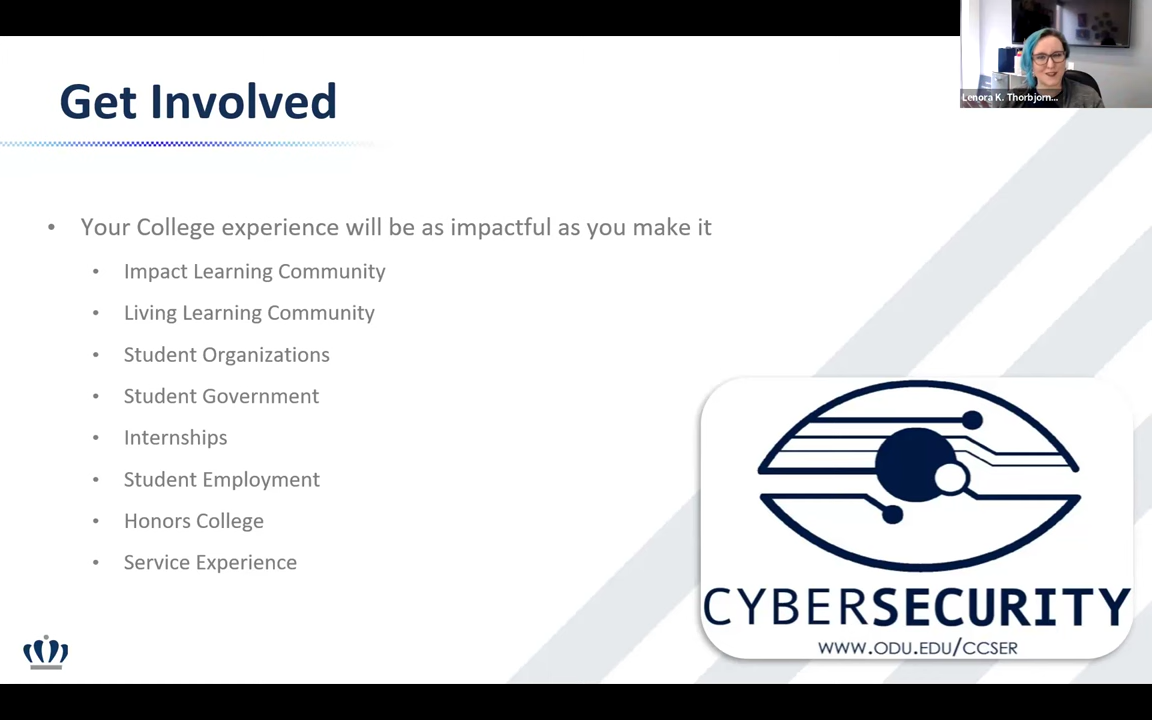 Lenora K. Thorbjorn...
Get Involved
• Your College experience will be as impactful as you make it
• Impact Learning Community
• Living Learning Community
• Student Organizations
• Student Government
• Internships
• Student Employment
• Honors College
• Service Experience
CYBERSECURITY
WWW.ODU.EDU/CCSER